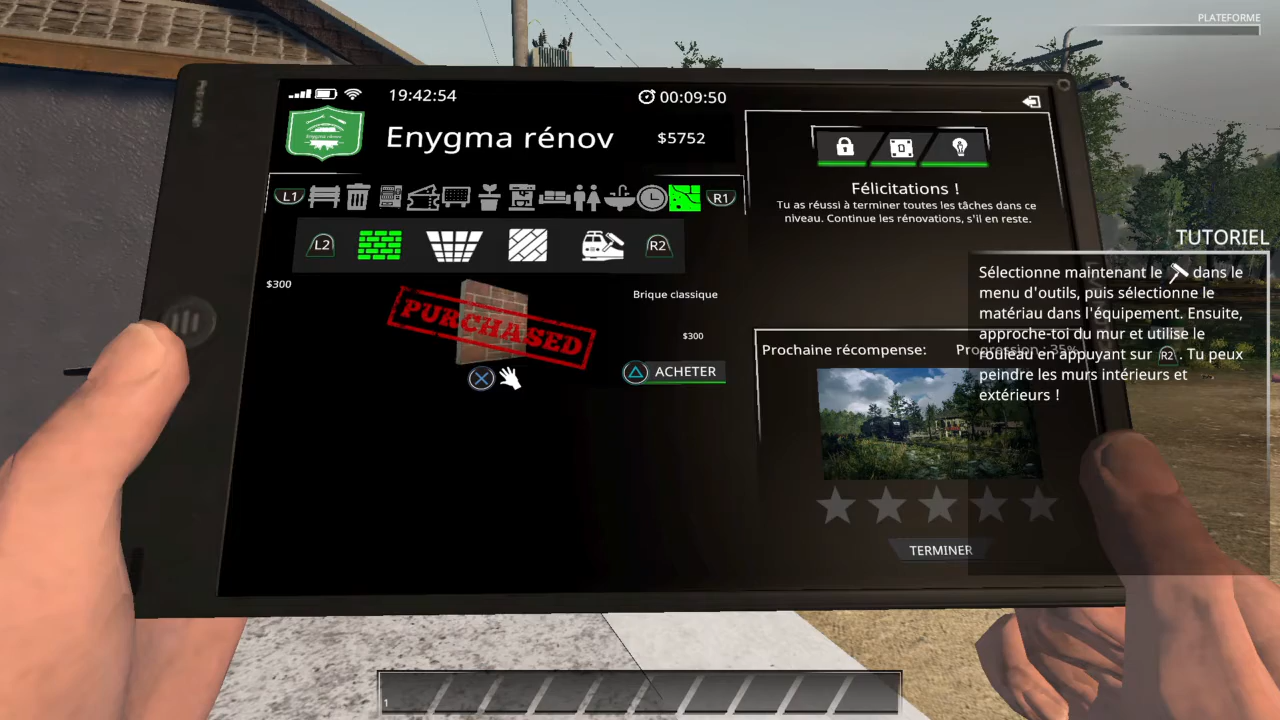 PLATEFORME
19:42:54
00:09:50
Enygma rénov
$5752
Enygma rénov
L1
R1
L2
R2
$300
PURCHASED
Brique classique
$300
ACHETER
Félicitations !
Tu as réussi à terminer toutes les tâches dans ce
niveau. Continue les rénovations, s'il en reste.
Prochaine récompense:
Progression: 35%
TERMINER
TUTORIEL
Sélectionne maintenant le dans le
menu d'outils, puis sélectionne le
matériau dans l'équipement. Ensuite,
approche-toi du mur et utilise le
rouleau en appuyant sur R2 . Tu peux
peindre les murs intérieurs et
extérieurs !
1